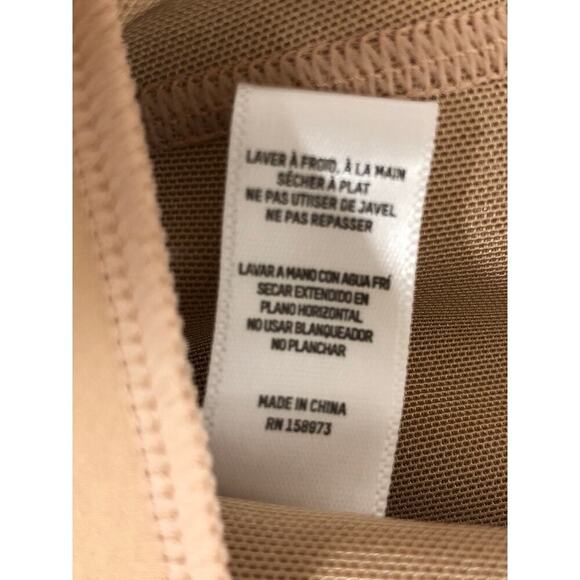 LAVER À FROID, À LA MAIN
SÉCHER À PLAT
NE PAS UTIISER DE JAVEL
NE PAS REPASSER
LAVAR A MANO CON AGUA FRÍ
SECAR EXTENDIDO EN
PLANO HORIZONTAL
NO USAR BLANQUEADOR
NO PLANCHAR
MADE IN CHINA
RN 158973